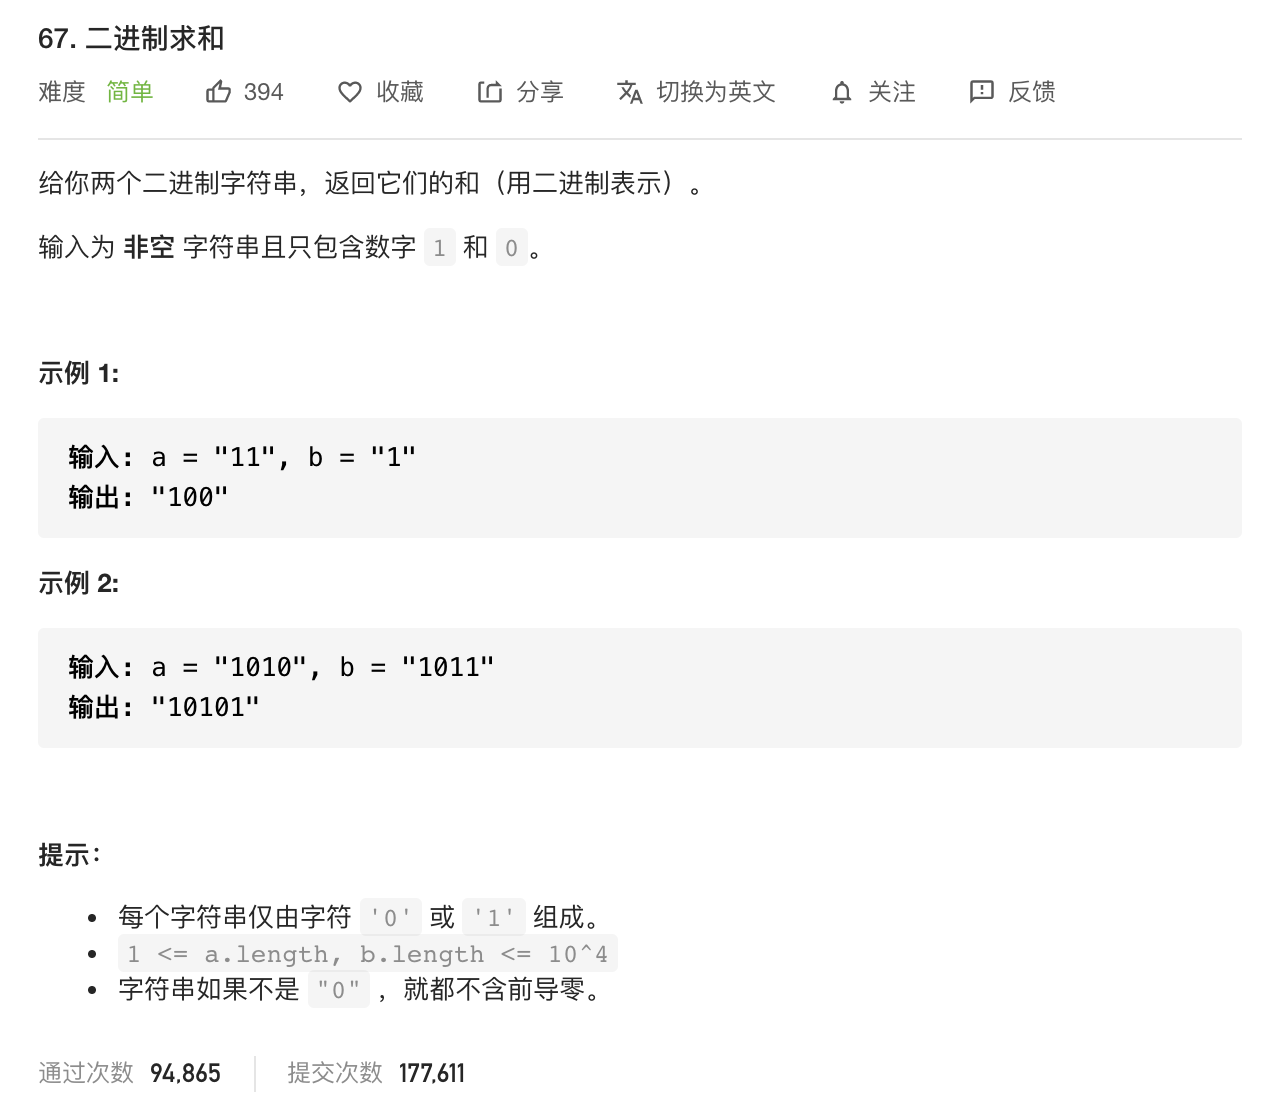 67. 二进制求和
难度 简单 394 收藏 分享 切换为英文 关注 反馈
给你两个二进制字符串，返回它们的和（用二进制表示）。
输入为 非空 字符串且只包含数字 1 和 0。
示例 1:
输入: a = "11", b = "1"
输出: "100"
示例 2:
输入: a = "1010", b = "1011"
输出: "10101"
提示：
• 每个字符串仅由字符 '0' 或 '1' 组成。
• 1 <= a.length, b.length <= 10^4
• 字符串如果不是 "0" ，就都不含前导零。
通过次数 94,865 提交次数 177,611